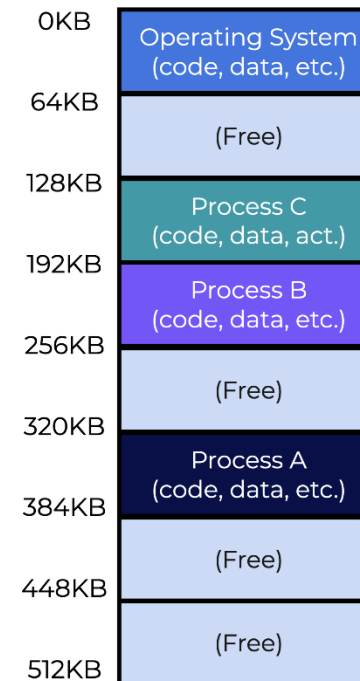 0KB
Operating System
(code, data, etc.)
64KB
(Free)
128KB
Process C
(code, data, act.)
192KB
Process B
(code, data, etc.)
256KB
(Free)
320KB
Process A
(code, data, etc.)
384KB
(Free)
448KB
(Free)
512KB